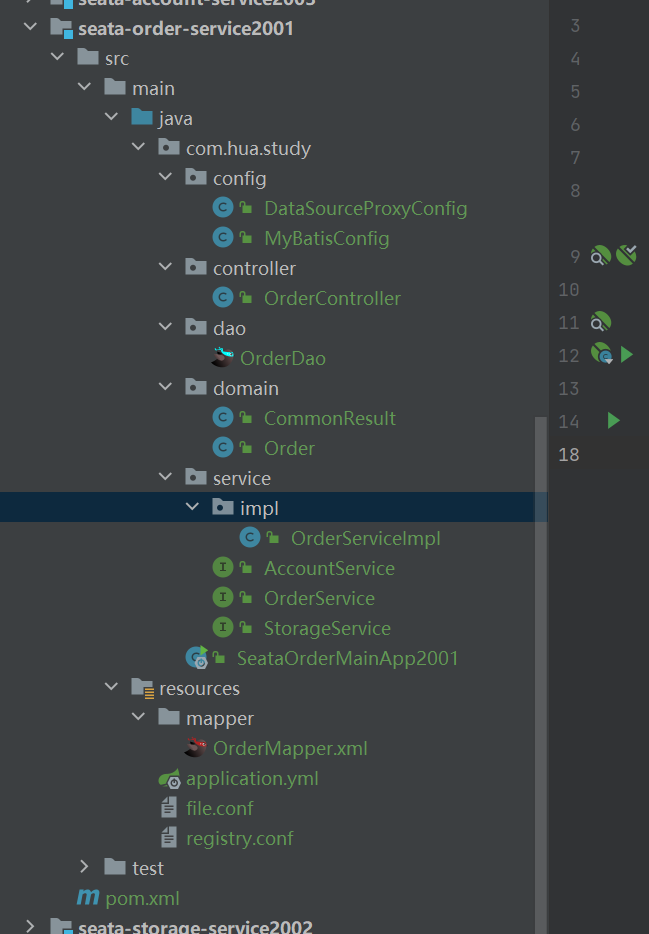 seata-account-service2003
seata-order-service2001
src
main
java
com.hua.study
config
DataSourceProxyConfig
MyBatisConfig
controller
OrderController
dao
OrderDao
domain
CommonResult
Order
service
impl
OrderServiceImpl
AccountService
OrderService
StorageService
SeataOrderMainApp2001
resources
mapper
OrderMapper.xml
application.yml
file.conf
registry.conf
test
pom.xml
seata-storage-service2002
3
4
5
6
7
8
9
10
11
12
13
14
18